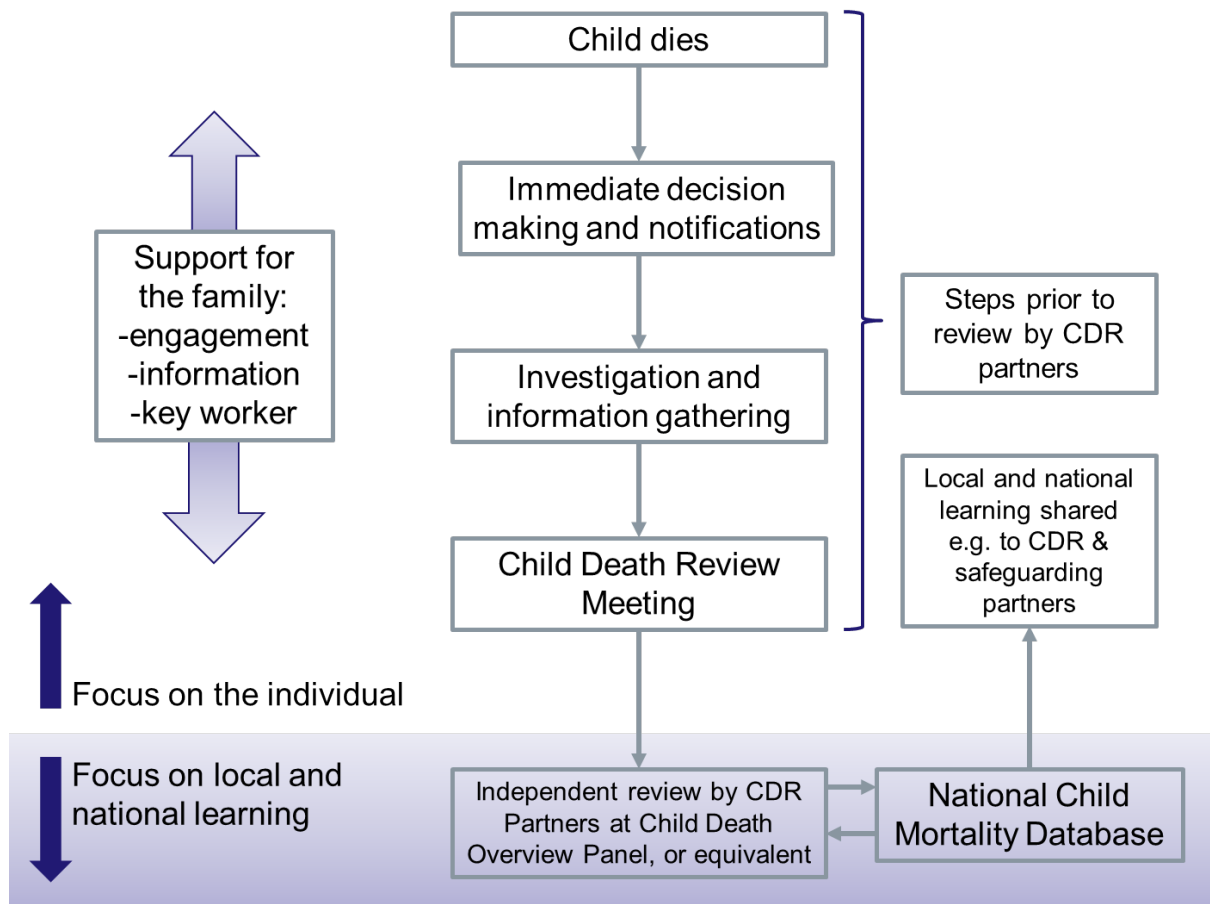 Child dies
Immediate decision
making and notifications
Support for
the family:
-engagement
-information
-key worker
Steps prior to
review by CDR
partners
Investigation and
information gathering
Local and national
learning shared
e.g. to CDR &
safeguarding
partners
Child Death Review
Meeting
Focus on the individual
Focus on local and
national learning
Independent review by CDR
Partners at Child Death
Overview Panel, or equivalent
National Child
Mortality Database